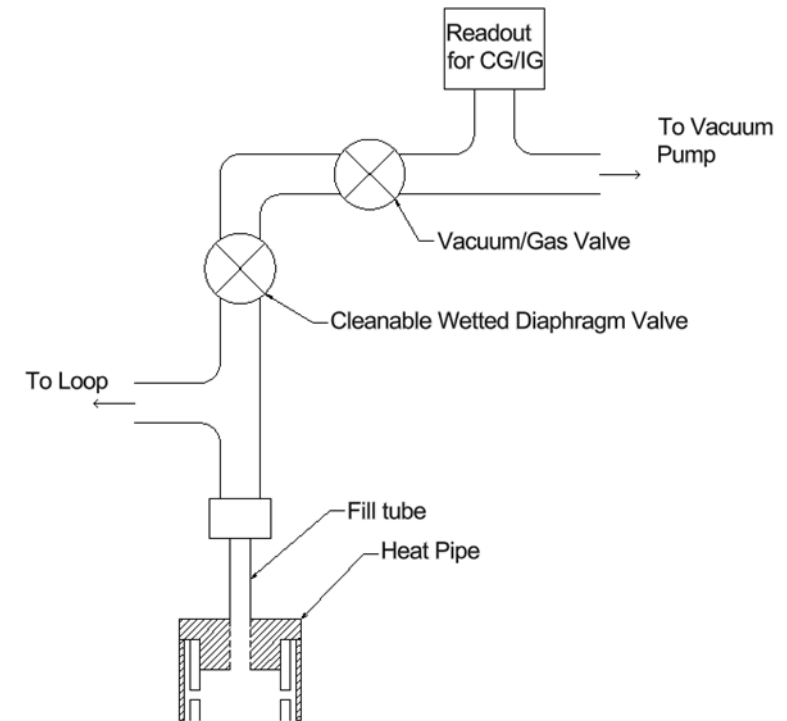 Readout
for CG/IG
To Vacuum
Pump
Vacuum/Gas Valve
Cleanable Wetted Diaphragm Valve
To Loop
Fill tube
Heat Pipe